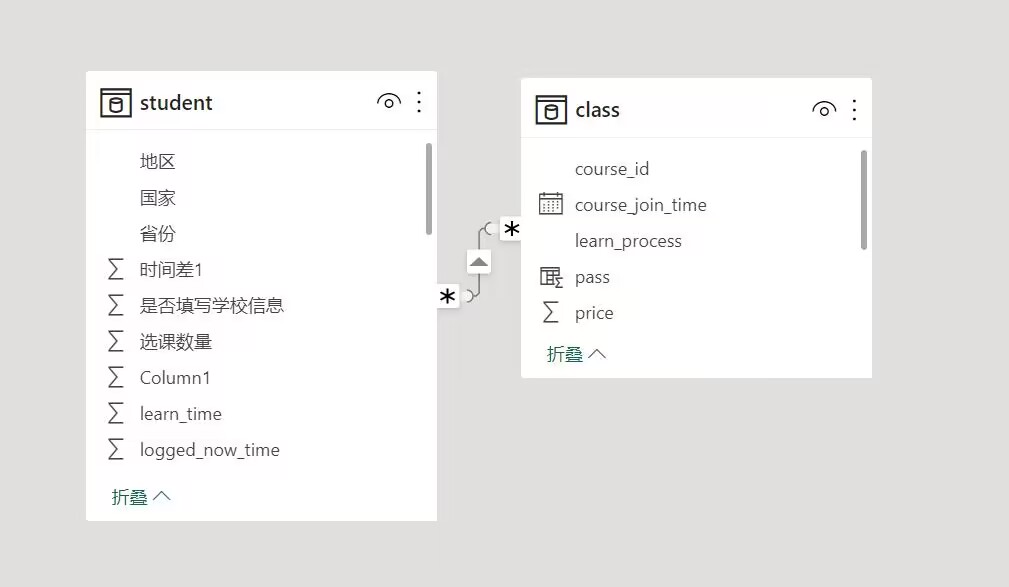 student
地区
国家
省份
时间差1
是否填写学校信息
选课数量
Column1
learn_time
logged_now_time
折叠
*
*
class
course_id
course_join_time
learn_process
pass
price
折叠